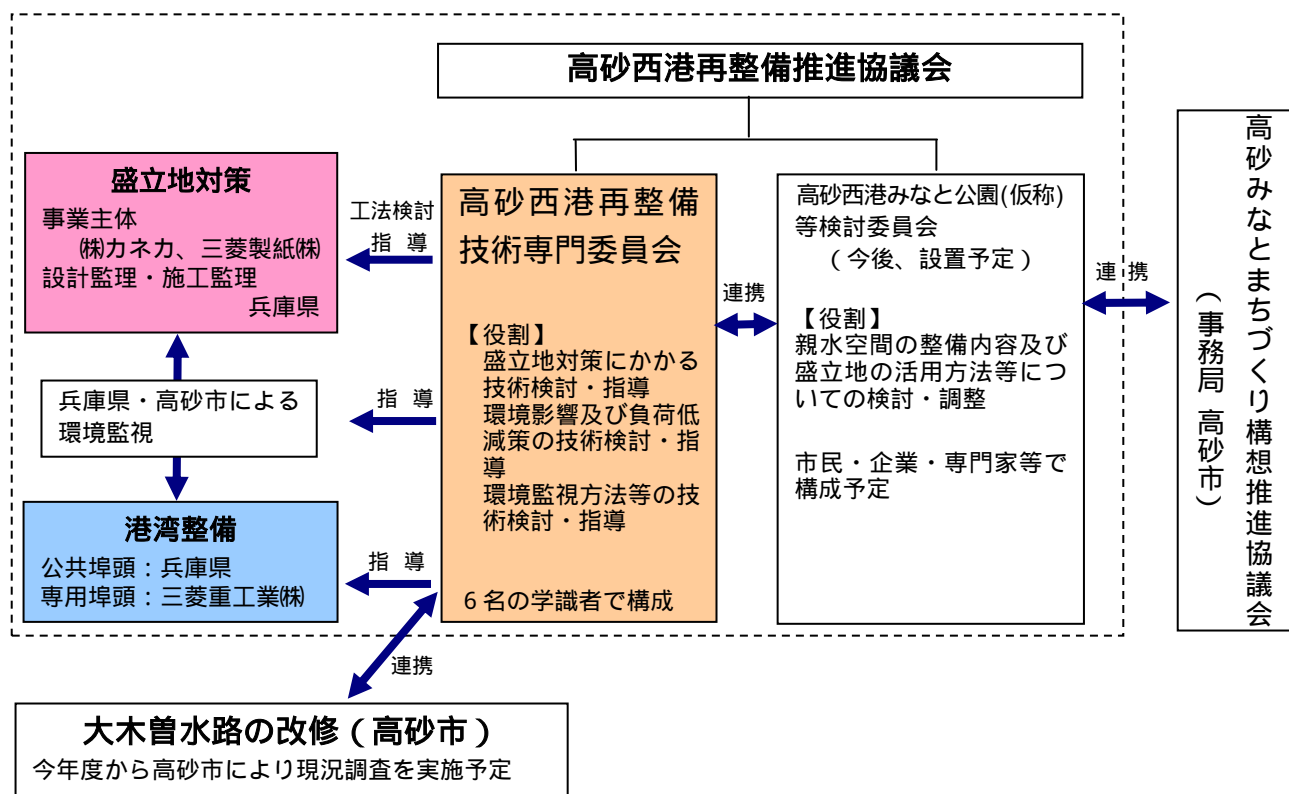 高砂西港再整備推進協議会
盛立地対策
事業主体
㈱カネカ、三菱製紙㈱
設計監理・施工監理
兵庫県
工法検討
指 導
高砂西港再整備
技術専門委員会
【役割】
盛立地対策にかかる
技術検討・指導
環境影響及び負荷低
減策の技術検討・指
導
環境監視方法等の技
術検討・指導
6名の学識者で構成
連携
高砂西港みなと公園(仮称)
等検討委員会
(今後、設置予定)
【役割】
親水空間の整備内容及び
盛立地の活用方法等につ
いての検討・調整
市民・企業・専門家等で
構成予定
連 携
高砂みなとまちづくり構想推進協議会
(事務局 高砂市)
兵庫県・高砂市による
環境監視
指 導
港湾整備
公共埠頭:兵庫県
専用埠頭:三菱重工業㈱
指 導
連携
大木曽水路の改修(高砂市)
今年度から高砂市により現況調査を実施予定